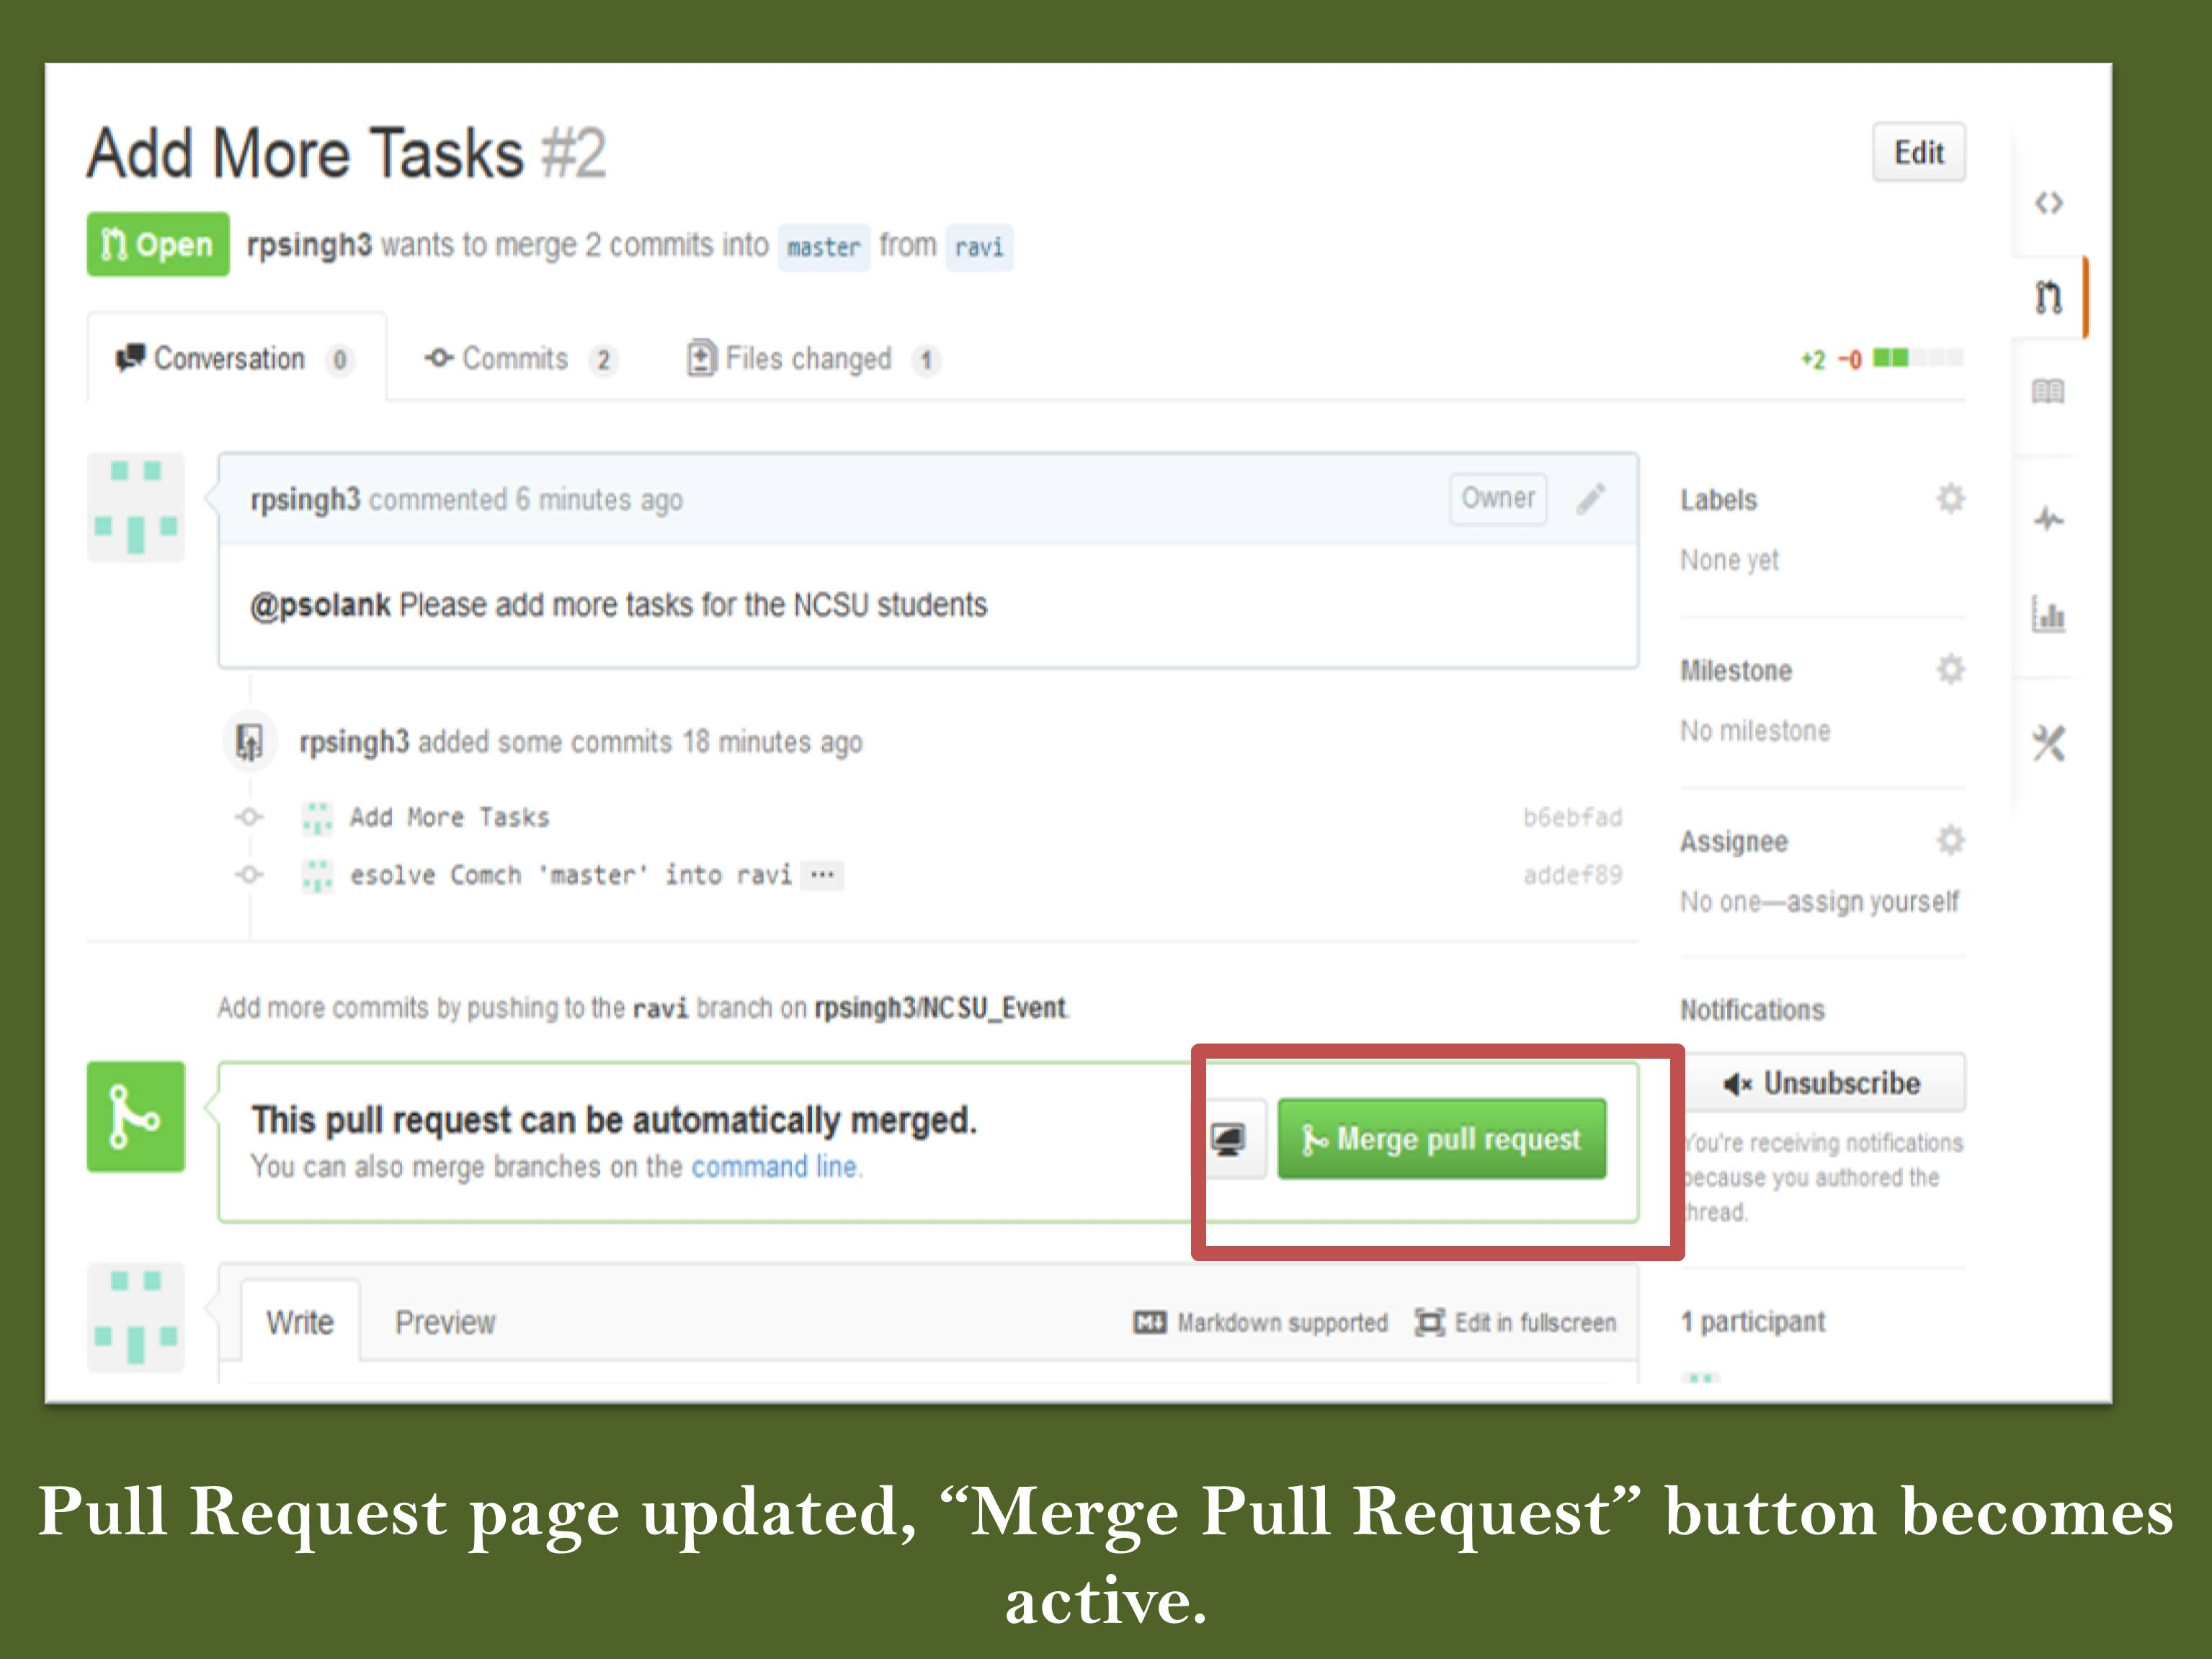 Add More Tasks #2
Edit
Open rpsingh3 wants to merge 2 commits into master from ravi
Conversation 0 Commits 2 Files changed 1 +2 −0
rpsingh3 commented 6 minutes ago Owner
@psolank Please add more tasks for the NCSU students
Labels
None yet
Milestone
No milestone
rpsingh3 added some commits 18 minutes ago
Add More Tasks b6ebfad
esolve Comch 'master' into ravi ... addef89
Assignee
No one—assign yourself
Add more commits by pushing to the ravi branch on rpsingh3/NCSU_Event.
Notifications
Unsubscribe
You're receiving notifications
because you authored the
thread.
This pull request can be automatically merged.
You can also merge branches on the command line.
Merge pull request
Write Preview Markdown supported Edit in fullscreen
1 participant
Pull Request page updated, “Merge Pull Request” button becomes
active.